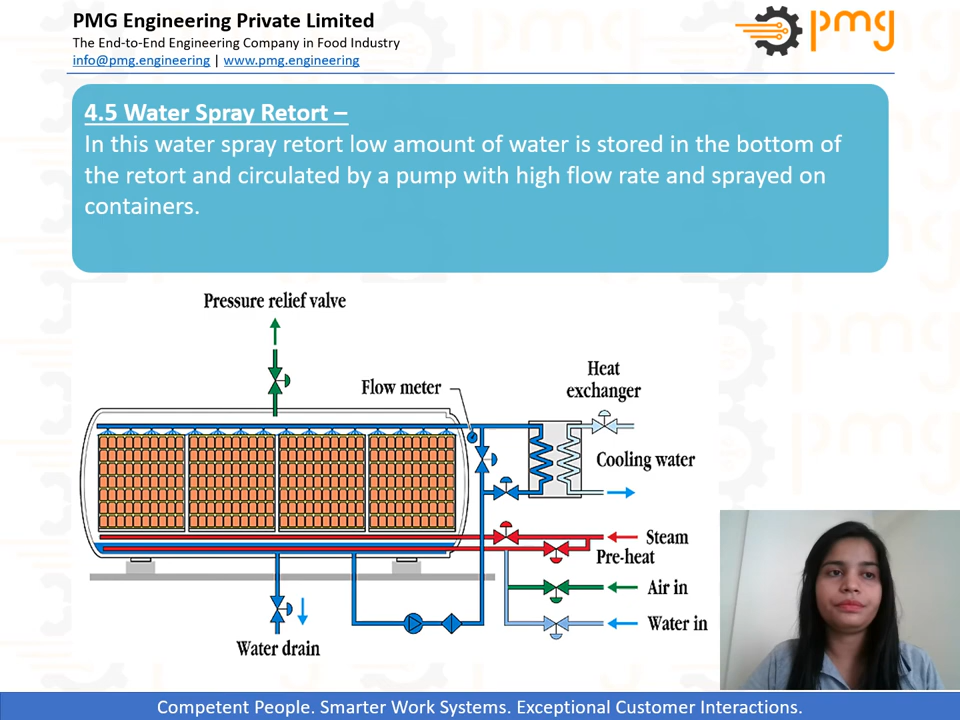 PMG Engineering Private Limited
The End-to-End Engineering Company in Food Industry
info@pmg.engineering | www.pmg.engineering
pmg
4.5 Water Spray Retort –
In this water spray retort low amount of water is stored in the bottom of
the retort and circulated by a pump with high flow rate and sprayed on
containers.
Pressure relief valve
Flow meter
Heat
exchanger
Cooling water
Steam
Pre-heat
Air in
Water in
Water drain
Competent People. Smarter Work Systems. Exceptional Customer Interactions.